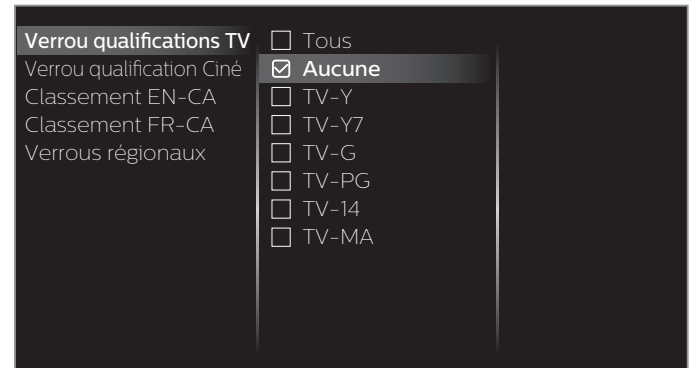 Verrou qualifications TV
Verrou qualification Ciné
Classement EN-CA
Classement FR-CA
Verrous régionaux
Tous
Aucune
TV-Y
TV-Y7
TV-G
TV-PG
TV-14
TV-MA